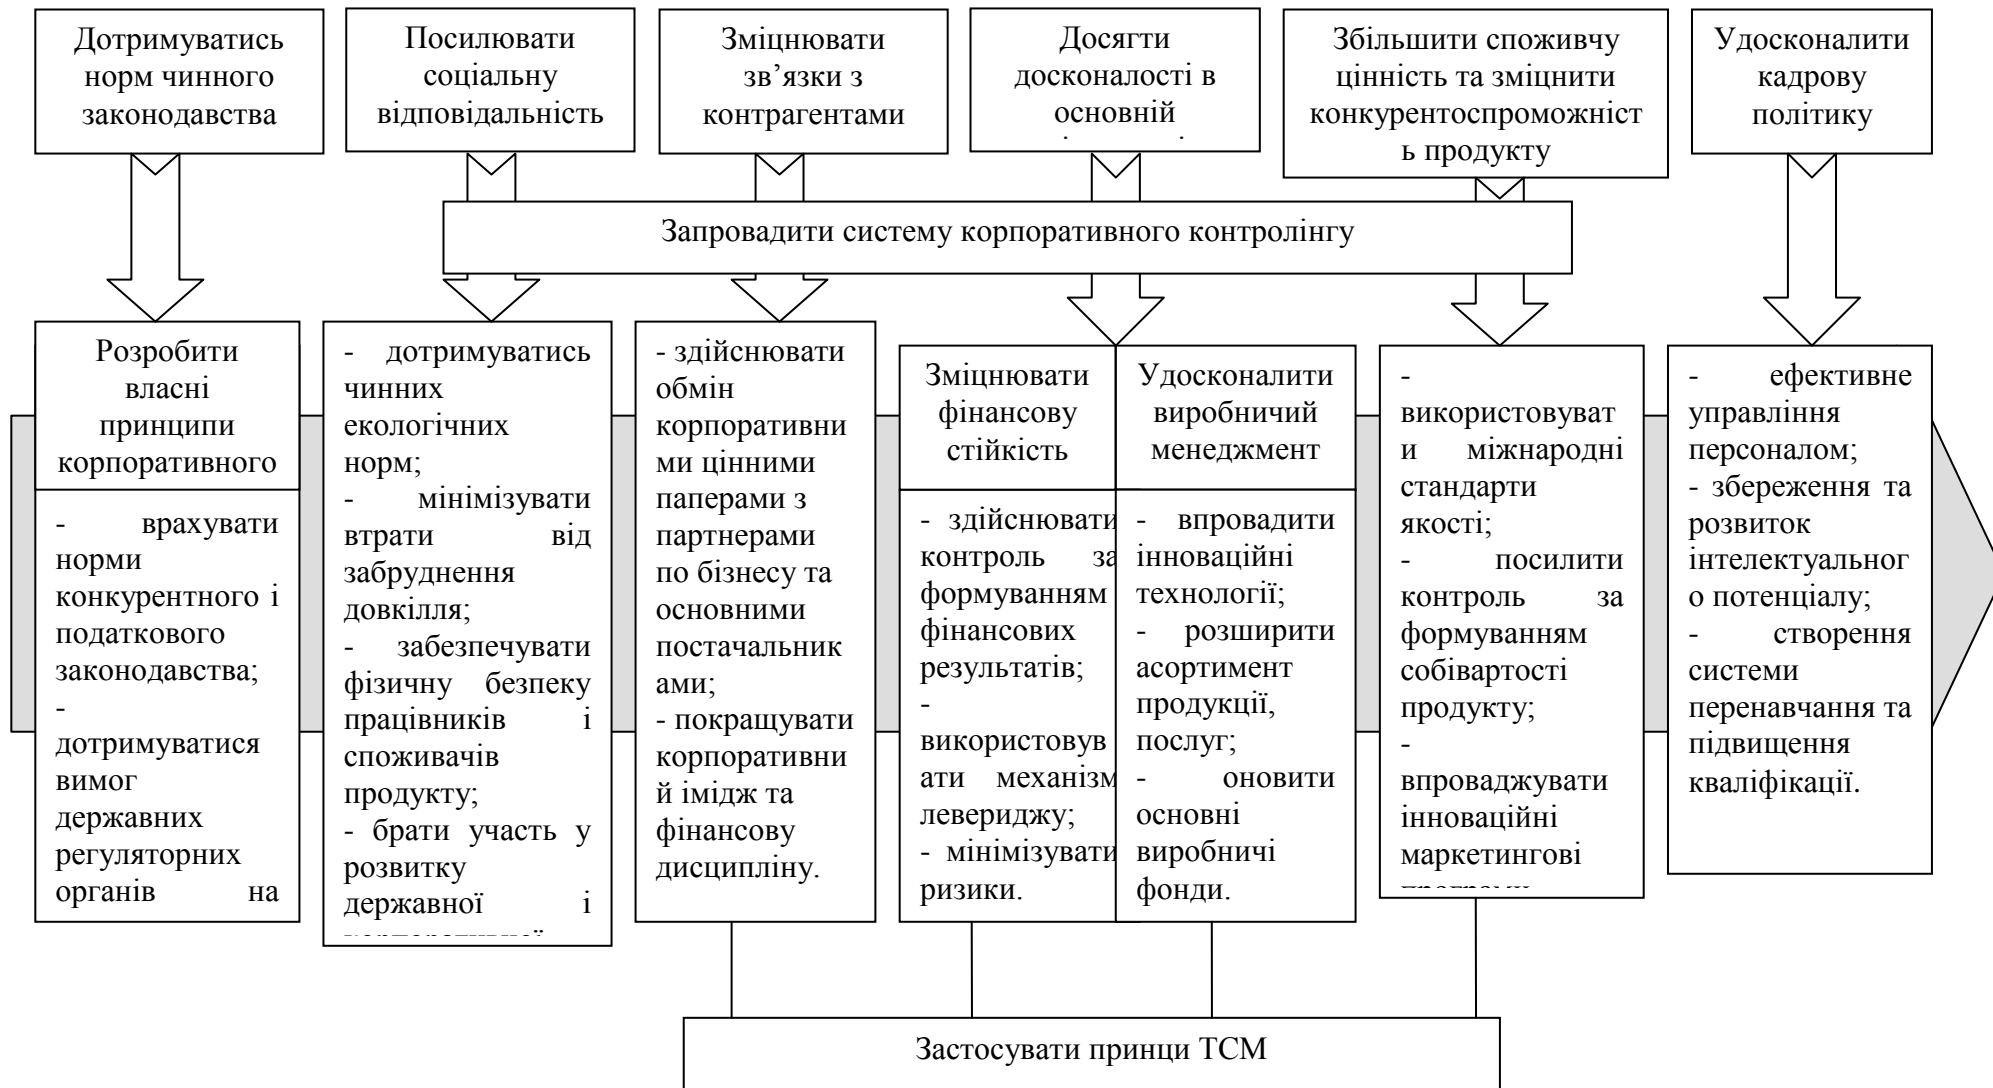 Дотримуватись
норм чинного
законодавства
Посилювати
соціальну
відповідальність
Зміцнювати
зв’язки з
контрагентами
Досягти
досконалості в
основній
Збільшити споживчу
цінність та зміцнити
конкурентоспроможніст
ь продукту
Удосконалити
кадрову
політику
Запровадити систему корпоративного контролінгу
Розробити
власні
принципи
корпоративного
- врахувати
норми
конкурентного і
податкового
законодавства;
-
дотримуватися
вимог
державних
регуляторних
органів на
- дотримуватись
чинних
екологічних
норм;
- мінімізувати
втрати від
забруднення
довкілля;
- забезпечувати
фізичну безпеку
працівників і
споживачів
продукту;
- брати участь у
розвитку
державної і
- здійснювати
обмін
корпоративни
ми цінними
паперами з
партнерами
по бізнесу та
основними
постачальник
ами;
- покращувати
корпоративни
й імідж та
фінансову
дисципліну.
Зміцнювати
фінансову
стійкість
- здійснювати
контроль за
формуванням
фінансових
результатів;
-
використовув
ати механізм
левериджу;
- мінімізувати
ризики.
Удосконалити
виробничий
менеджмент
- впровадити
інноваційні
технології;
- розширити
асортимент
продукції,
послуг;
- оновити
основні
виробничі
фонди.
-
використовуват
и міжнародні
стандарти
якості;
- посилити
контроль за
формуванням
собівартості
продукту;
-
впроваджувати
інноваційні
маркетингові
- ефективне
управління
персоналом;
- збереження та
розвиток
інтелектуальног
о потенціалу;
- створення
системи
перенавчання та
підвищення
кваліфікації.
Застосувати принци ТСМ